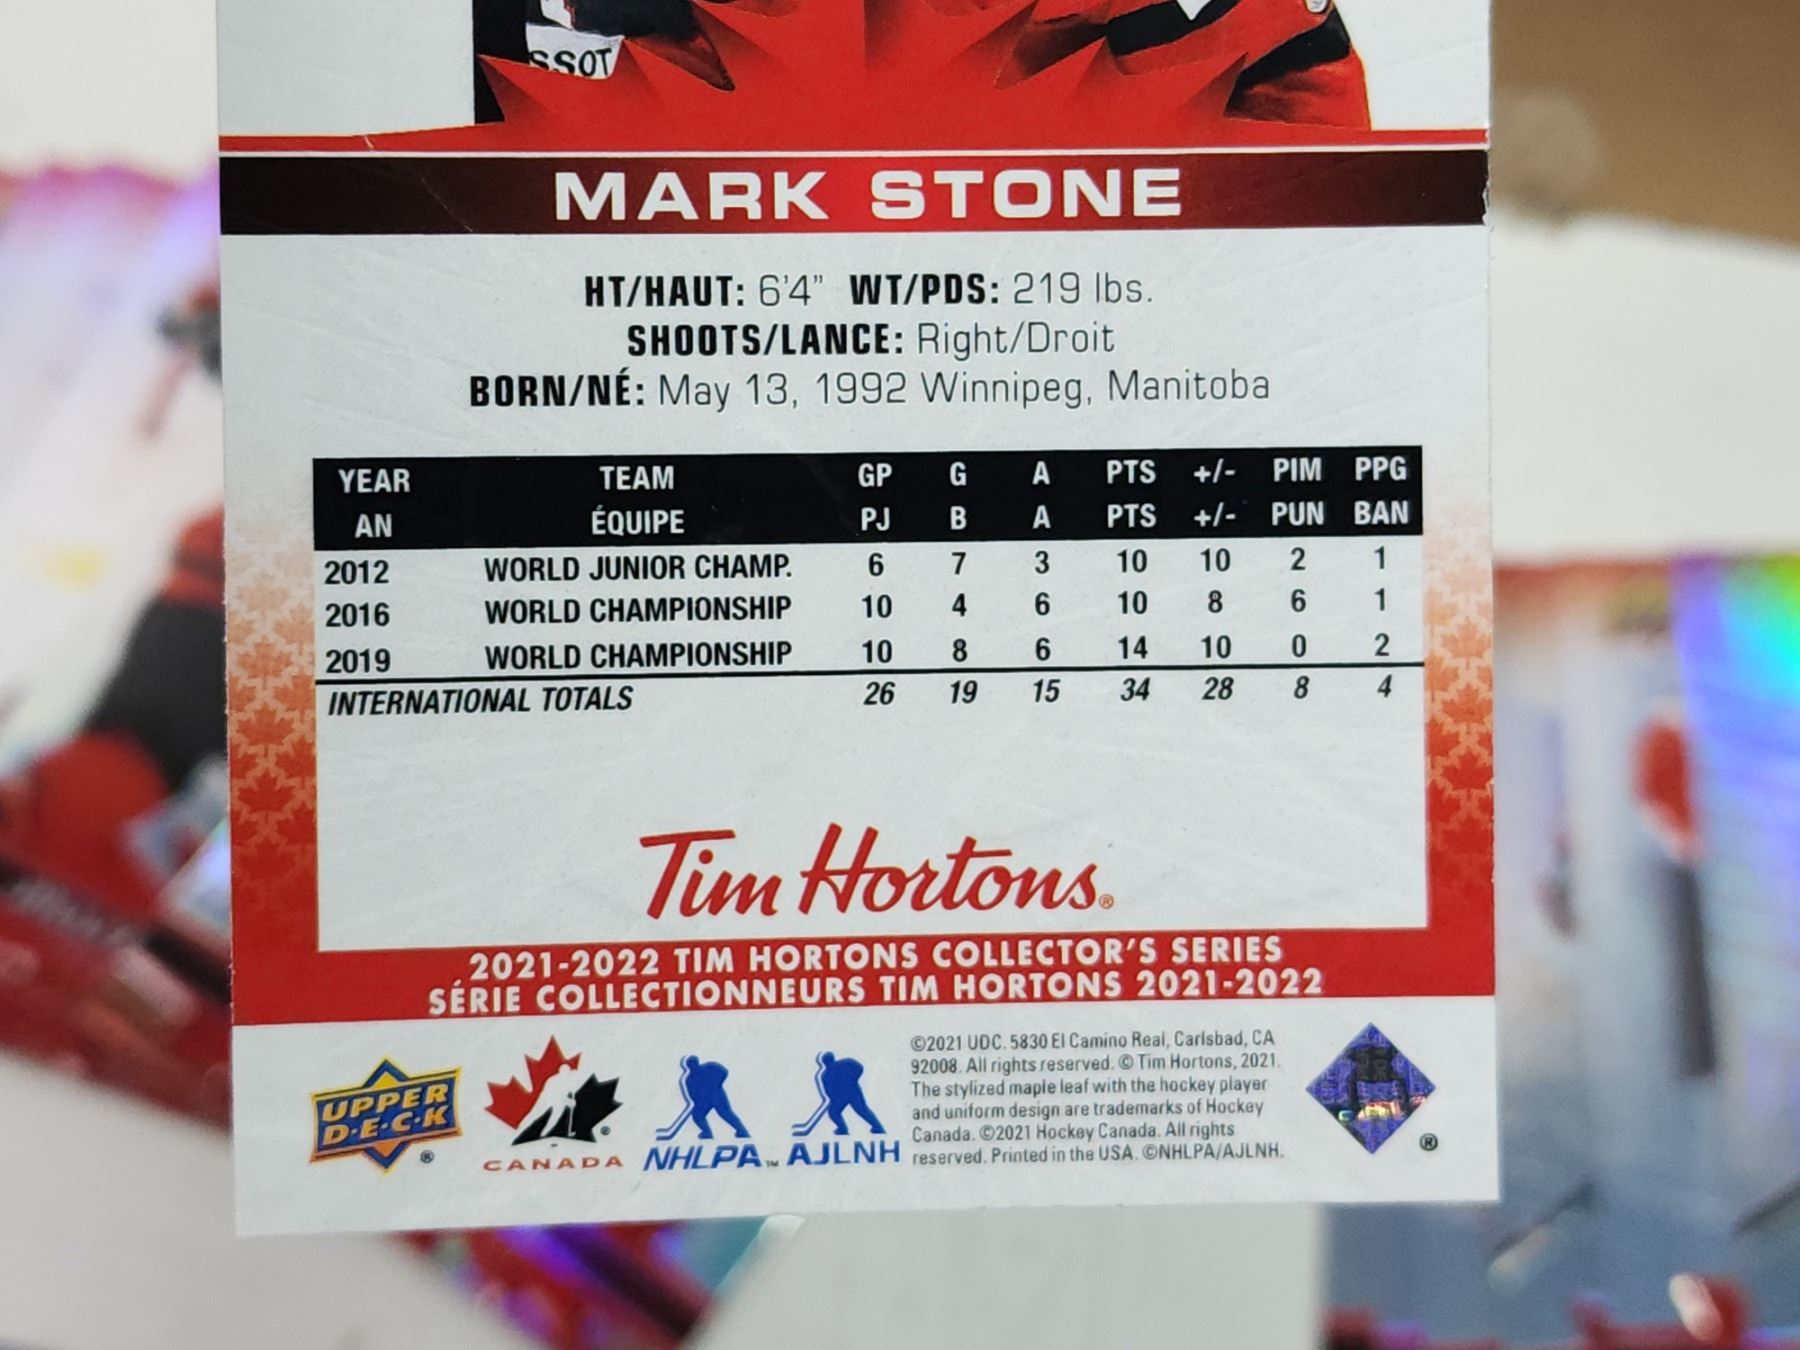 SSOT
MARK STONE
HT/HAUT: 6'4" WT/PDS: 219 lbs.
SHOOTS/LANCE: Right/Droit
BORN/NÉ: May 13, 1992 Winnipeg, Manitoba
YEAR TEAM GP G A PTS +/- PIM PPG
AN ÉQUIPE PJ B A PTS +/- PUN BAN
2012 WORLD JUNIOR CHAMP. 6 7 3 10 10 2 1
2016 WORLD CHAMPIONSHIP 10 4 6 10 8 6 1
2019 WORLD CHAMPIONSHIP 10 8 6 14 10 0 2
INTERNATIONAL TOTALS 26 19 15 34 28 8 4
Tim Hortons®
2021-2022 TIM HORTONS COLLECTOR'S SERIES
SÉRIE COLLECTIONNEURS TIM HORTONS 2021-2022
UPPER
D·E·C·K ®
CANADA
NHLPA™ AJLNH
©2021 UDC. 5830 El Camino Real, Carlsbad, CA
92008. All rights reserved. © Tim Hortons, 2021.
The stylized maple leaf with the hockey player
and uniform design are trademarks of Hockey
Canada. ©2021 Hockey Canada. All rights
reserved. Printed in the USA. ©NHLPA/AJLNH.
®